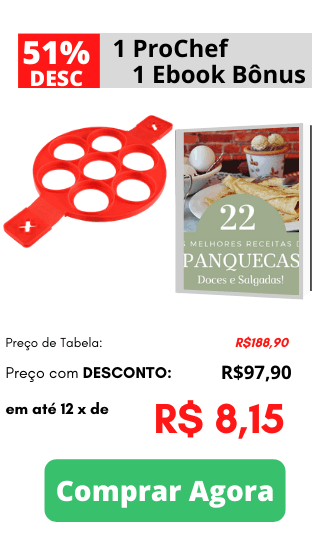 51%
DESC
1 ProChef
1 Ebook Bônus
22
S MELHORES RECEITAS D
PANQUECAS
Doces e Salgadas!
Preço de Tabela:
R$188,90
Preço com DESCONTO:
R$97,90
em até 12 x de
R$ 8,15
Comprar Agora